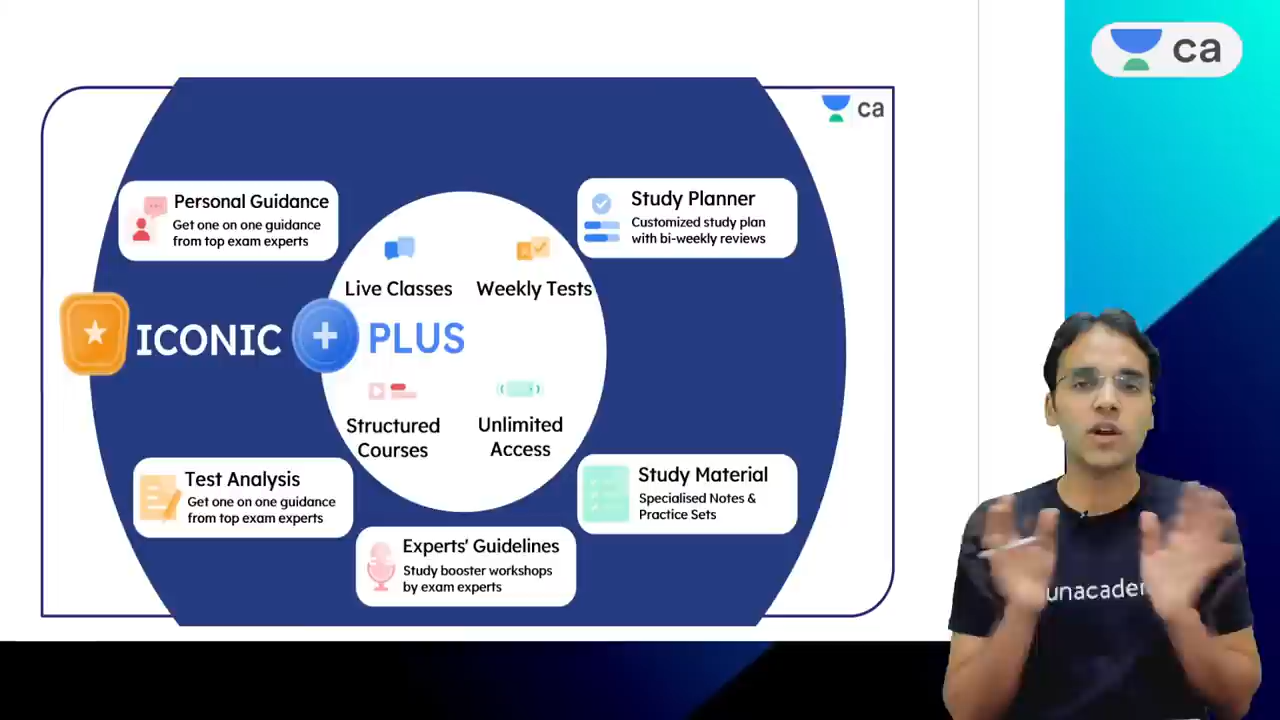 ca
ca
Personal Guidance
Get one on one guidance
from top exam experts
Study Planner
Customized study plan
with bi-weekly reviews
Live Classes
Weekly Tests
ICONIC
PLUS
Structured
Courses
Unlimited
Access
Test Analysis
Get one on one guidance
from top exam experts
Study Material
Specialised Notes &
Practice Sets
Experts' Guidelines
Study booster workshops
by exam experts
unacade